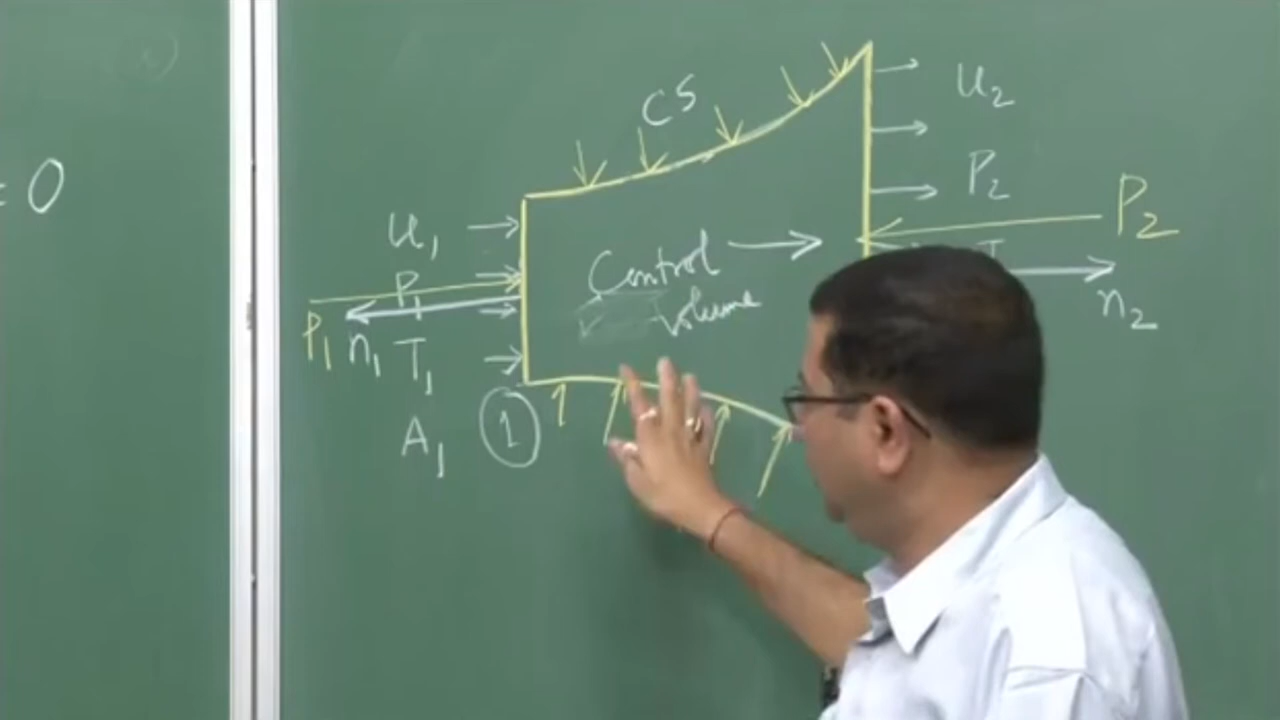 = 0
CS
u₂
P₂
P₂
n₂
Control
volume
u₁
P₁
P₁
n₁
T₁
A₁
1